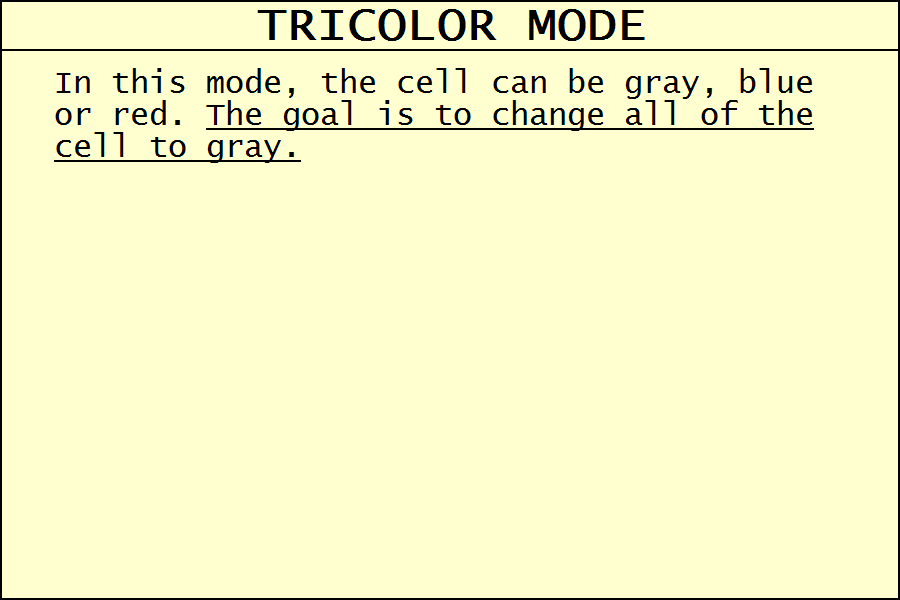 TRICOLOR MODE
In this mode, the cell can be gray, blue
or red. The goal is to change all of the
cell to gray.